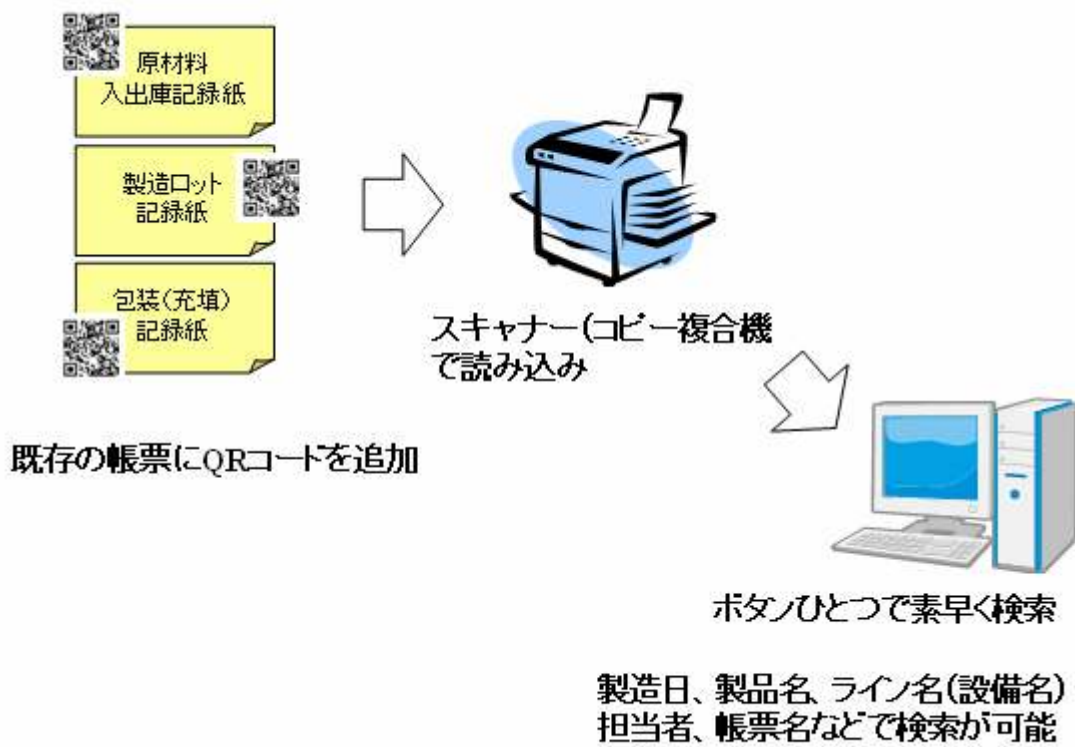 原材料
入出庫記録紙
製造ロット
記録紙
包装(充填)
記録紙
既存の帳票にQRコードを追加
スキャナー(コピー複合機
で読み込み
ボタンひとつで素早く検索
製造日、製品名、ライン名(設備名)
担当者、帳票名などで検索が可能